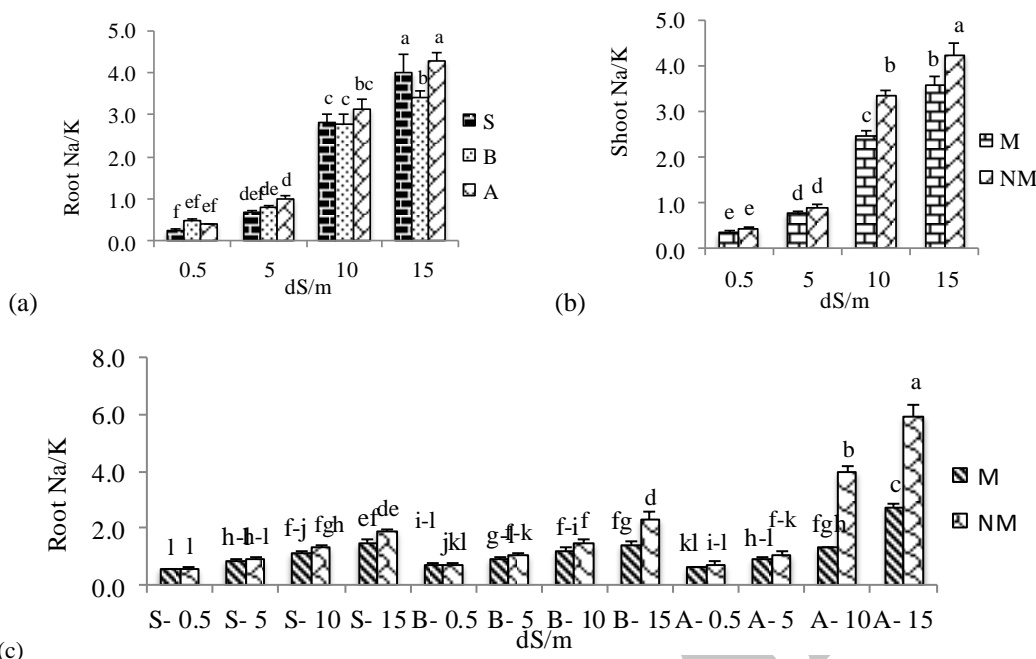 5.0
4.0
3.0
2.0
1.0
0.0
Root Na/K
f ef ef
def de d
c c bc
a b a
0.5 5 10 15
dS/m
S
B
A
(a)
5.0
4.0
3.0
2.0
1.0
0.0
Shoot Na/K
e e
d d
c b
b a
0.5 5 10 15
dS/m
M
NM
(b)
8.0
6.0
4.0
2.0
0.0
Root Na/K
l l
h-l h-l
f-j fgh
ef de
i-l jkl
g-l f-k
f-i f
fg d
kl i-l
h-l f-k
fgh b
c a
S- 0.5 S- 5 S- 10 S- 15 B- 0.5 B- 5 B- 10 B- 15 A- 0.5 A- 5 A- 10 A- 15
dS/m
M
NM
(c)